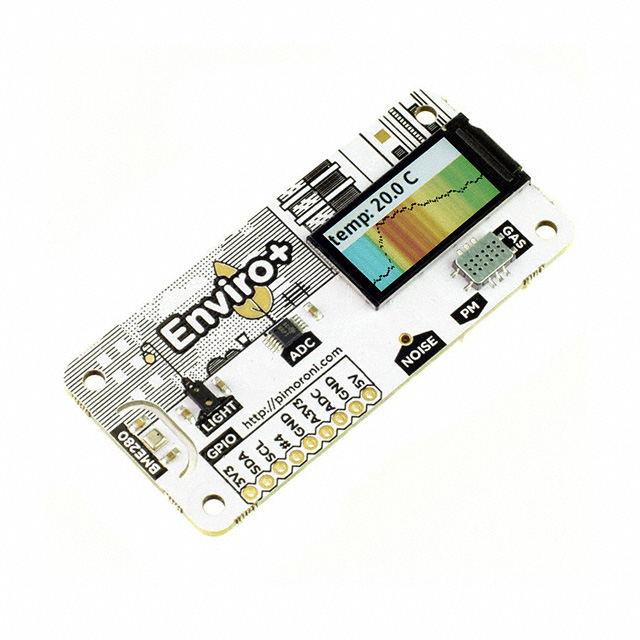 temp: 20.0 C
Enviro+
GAS
PM
NOISE
ADC
LIGHT
BME280
http://pimoroni.com
GPIO
3V3
SDA
SCL
#4
GND
A3V3
ADC
GND
5V